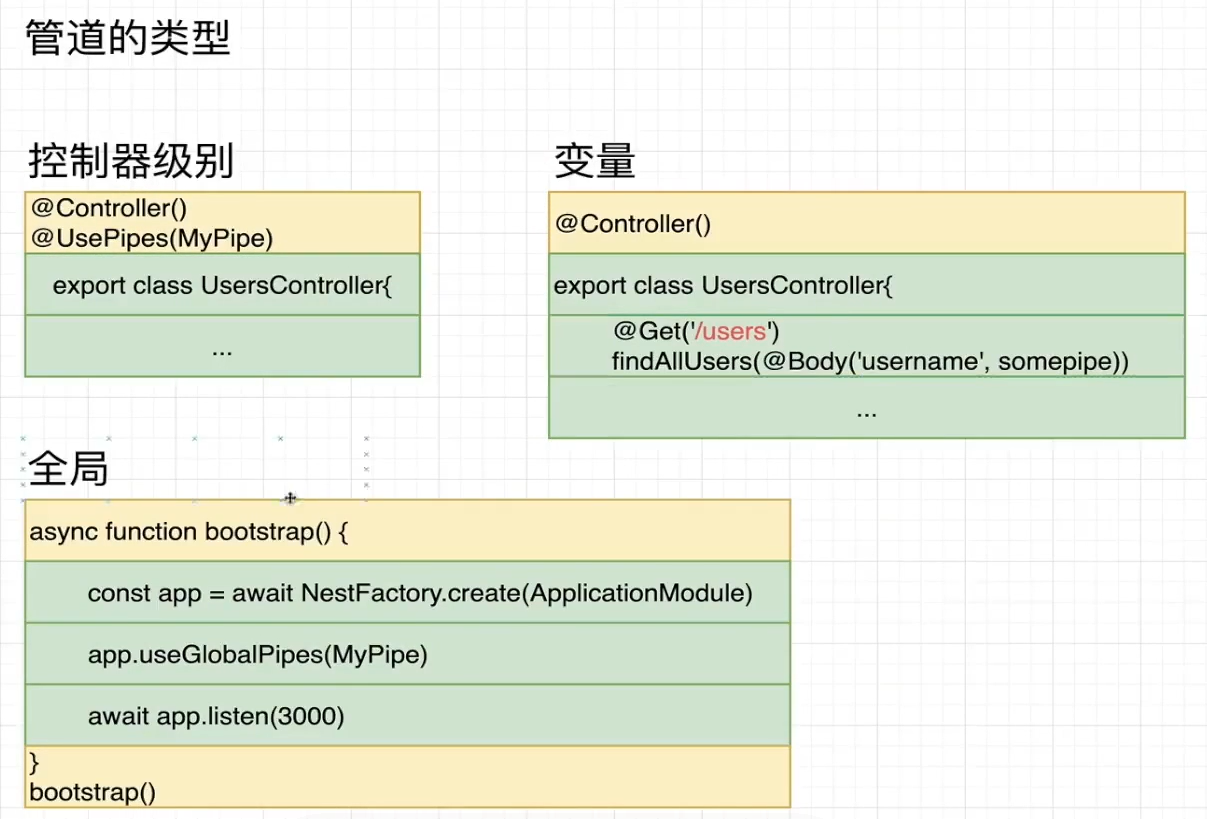 管道的类型
控制器级别
@Controller()
@UsePipes(MyPipe)
export class UsersController{
...
变量
@Controller()
export class UsersController{
@Get('/users')
findAllUsers(@Body('username', somepipe))
...
全局
async function bootstrap() {
const app = await NestFactory.create(ApplicationModule)
app.useGlobalPipes(MyPipe)
await app.listen(3000)
}
bootstrap()